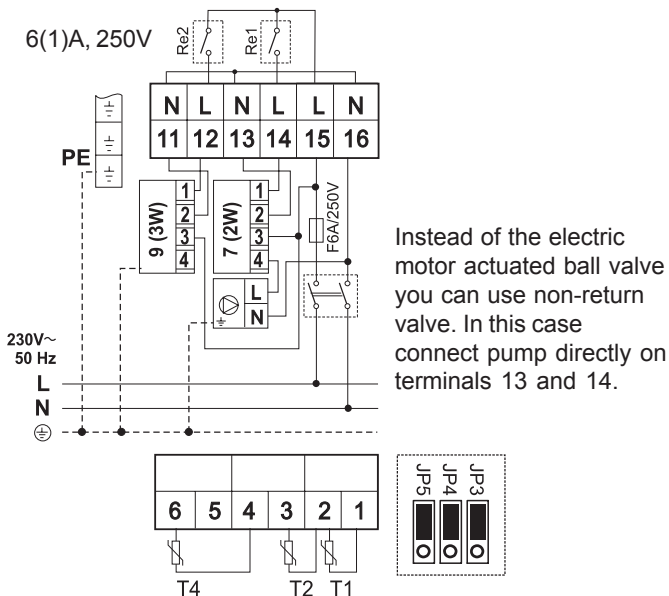 6(1)A, 250V
Re2
Re1
N L N L L N
11 12 13 14 15 16
PE
9 (3W)
1
2
3
4
7 (2W)
1
2
3
4
F6A/250V
L
N
Instead of the electric
motor actuated ball valve
you can use non-return
valve. In this case
connect pump directly on
terminals 13 and 14.
230V~
50 Hz
L
N
6 5 4 3 2 1
T4 T2 T1
JP5 JP4 JP3